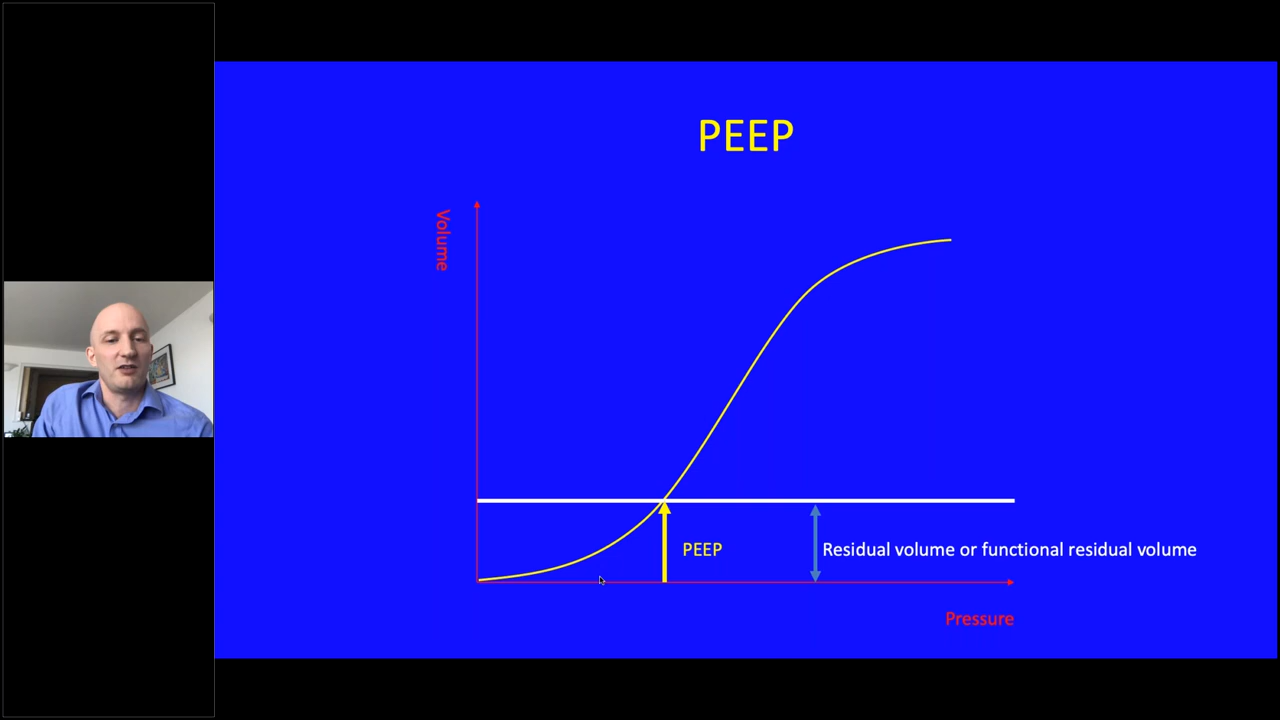 PEEP
Volume
PEEP
Residual volume or functional residual volume
Pressure